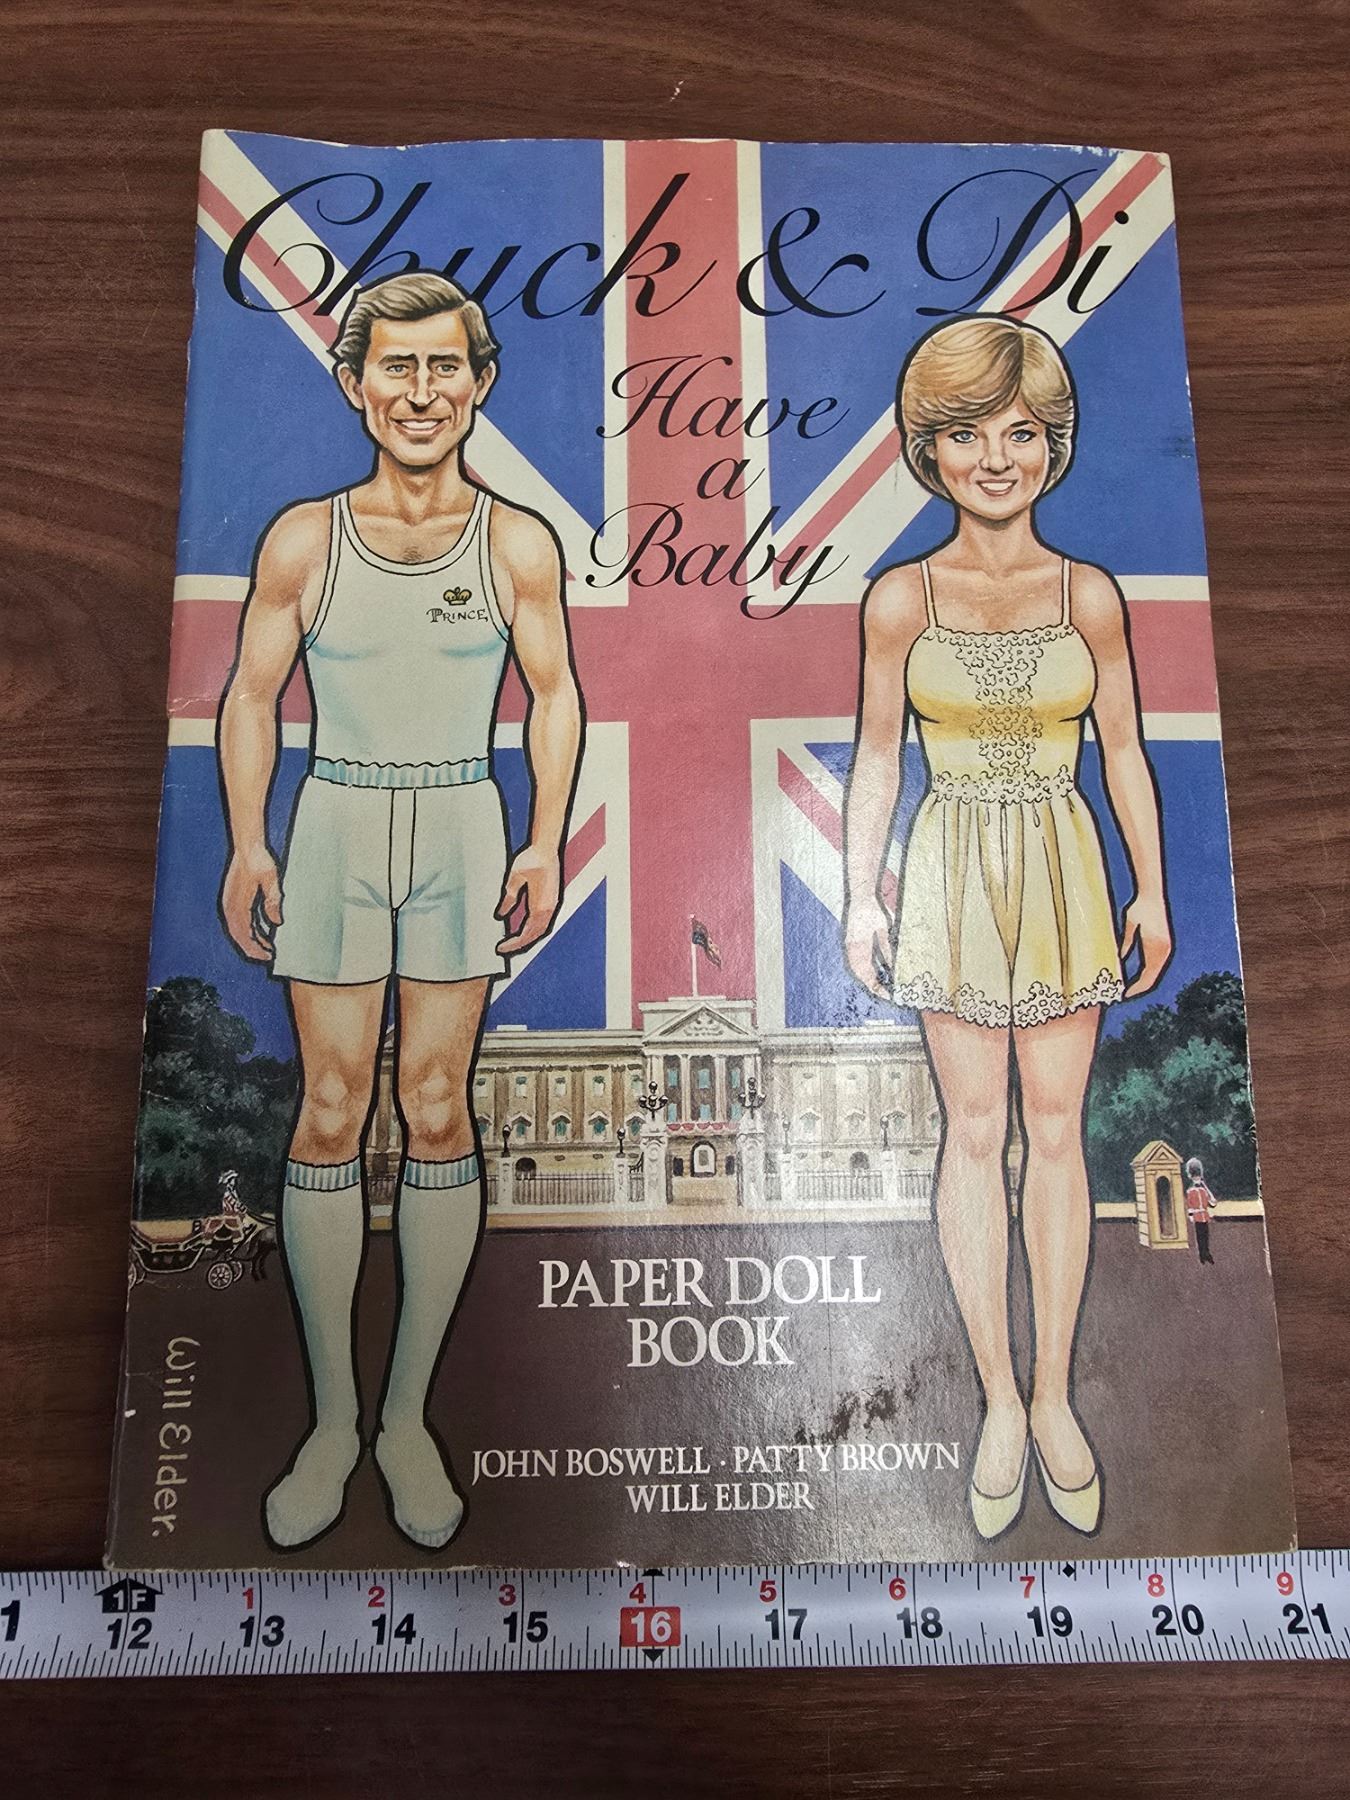 Chuck & Di
Have
a
Baby
PRINCE
PAPER DOLL
BOOK
JOHN BOSWELL · PATTY BROWN
WILL ELDER
Will Elder.
1F 1 2 3 4 5 6 7 8 9
1 12 13 14 15 16 17 18 19 20 21